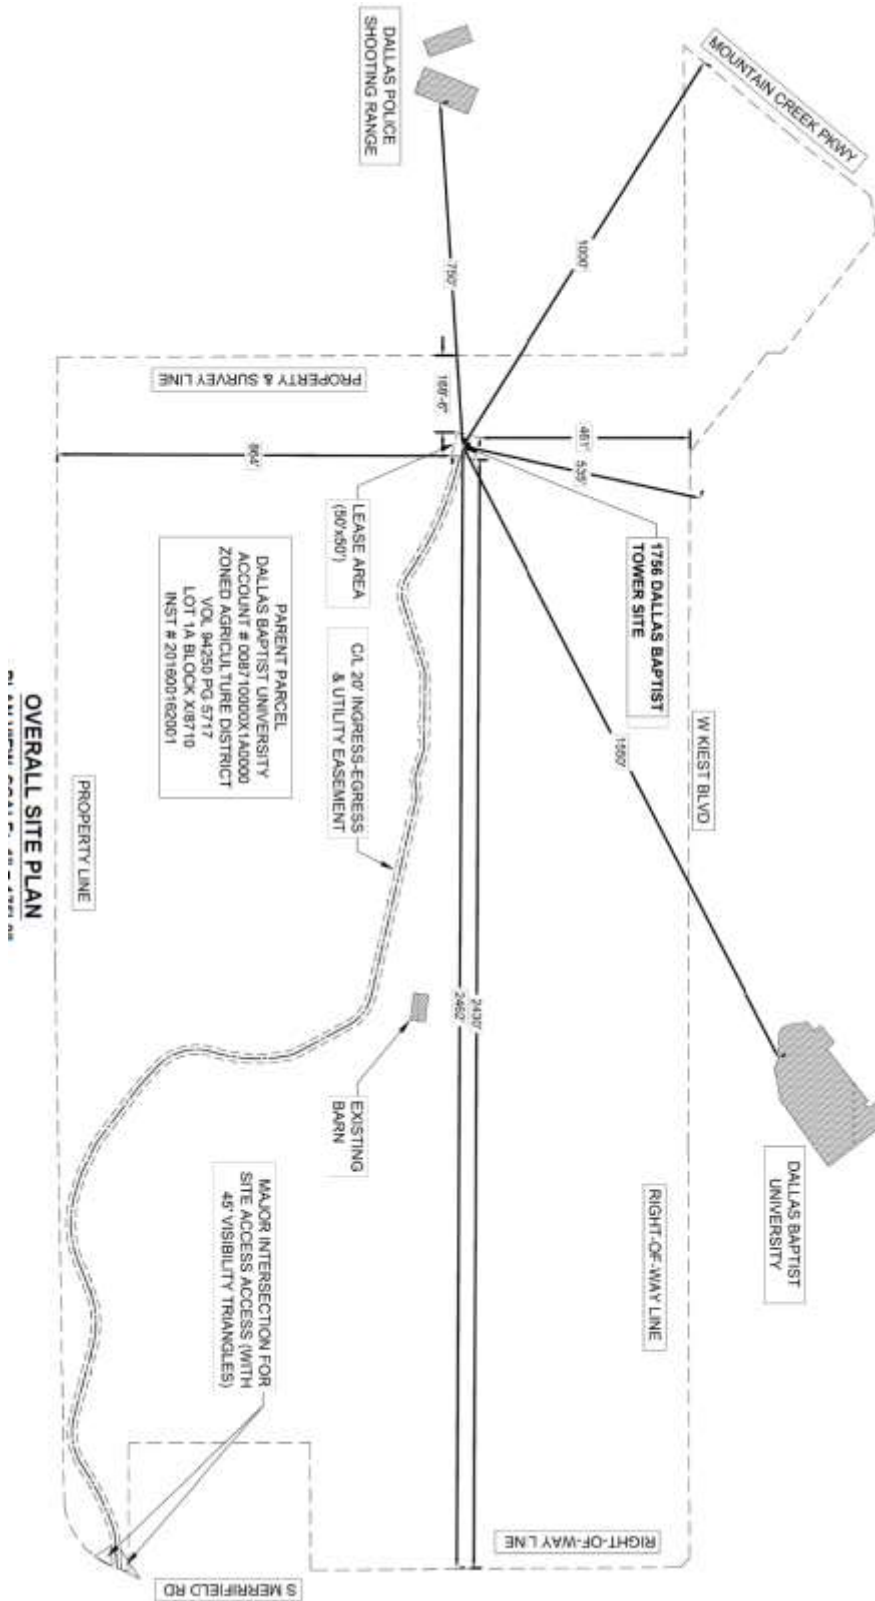 DALLAS POLICE
SHOOTING RANGE
MOUNTAIN CREEK PKWY
1000'
750'
PROPERTY & SURVEY LINE
168'-6"
461'
535'
864'
LEASE AREA
(50'x50')
1756 DALLAS BAPTIST
TOWER SITE
W KIEST BLVD
PARENT PARCEL
DALLAS BAPTIST UNIVERSITY
ACCOUNT # 008710000X1A0000
ZONED AGRICULTURE DISTRICT
VOL 94250 PG 5717
LOT 1A BLOCK X/8710
INST # 201600162001
C/L 20' INGRESS-EGRESS
& UTILITY EASEMENT
1550'
PROPERTY LINE
2430'
2462'
EXISTING
BARN
DALLAS BAPTIST
UNIVERSITY
RIGHT-OF-WAY LINE
MAJOR INTERSECTION FOR
SITE ACCESS ACCESS (WITH
45' VISIBILITY TRIANGLES)
RIGHT-OF-WAY LINE
S MERRIFIELD RD
OVERALL SITE PLAN